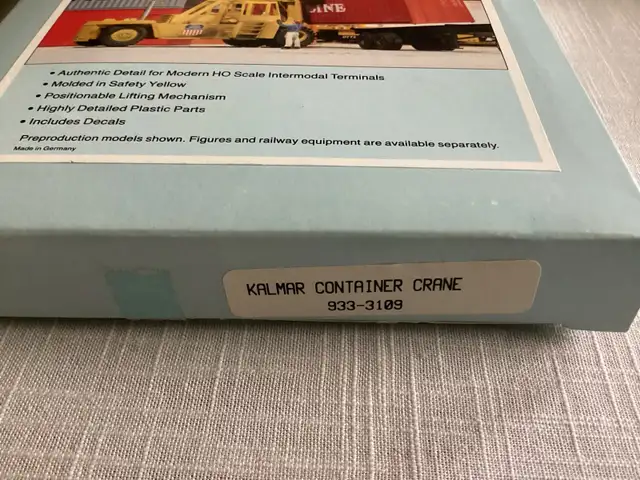 INE
• Authentic Detail for Modern HO Scale Intermodal Terminals
• Molded in Safety Yellow
• Positionable Lifting Mechanism
• Highly Detailed Plastic Parts
• Includes Decals
Preproduction models shown. Figures and railway equipment are available separately.
Made in Germany
KALMAR CONTAINER CRANE
933-3109